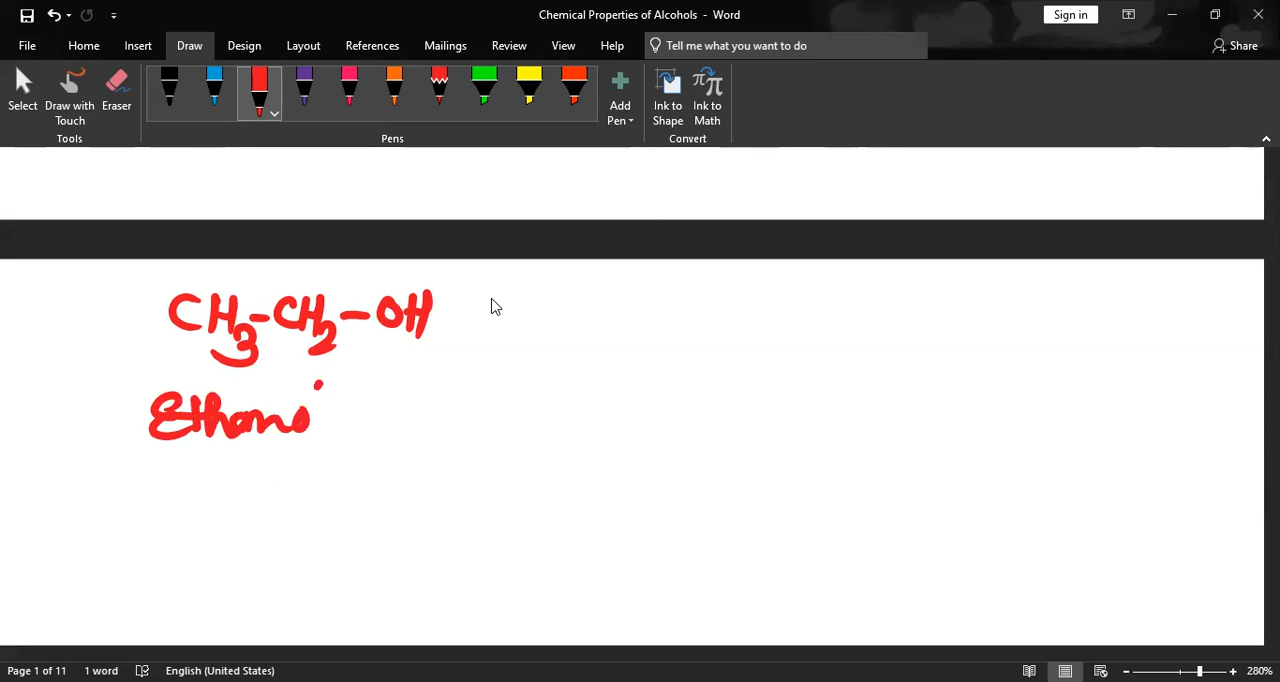 Chemical Properties of Alcohols - Word
Sign in
File Home Insert Draw Design Layout References Mailings Review View Help Tell me what you want to do Share
Select Draw with Touch Eraser Add Pen Ink to Shape Ink to Math
Tools Pens Convert
CH3-CH2-OH
Ethano
Page 1 of 11 1 word English (United States) 280%